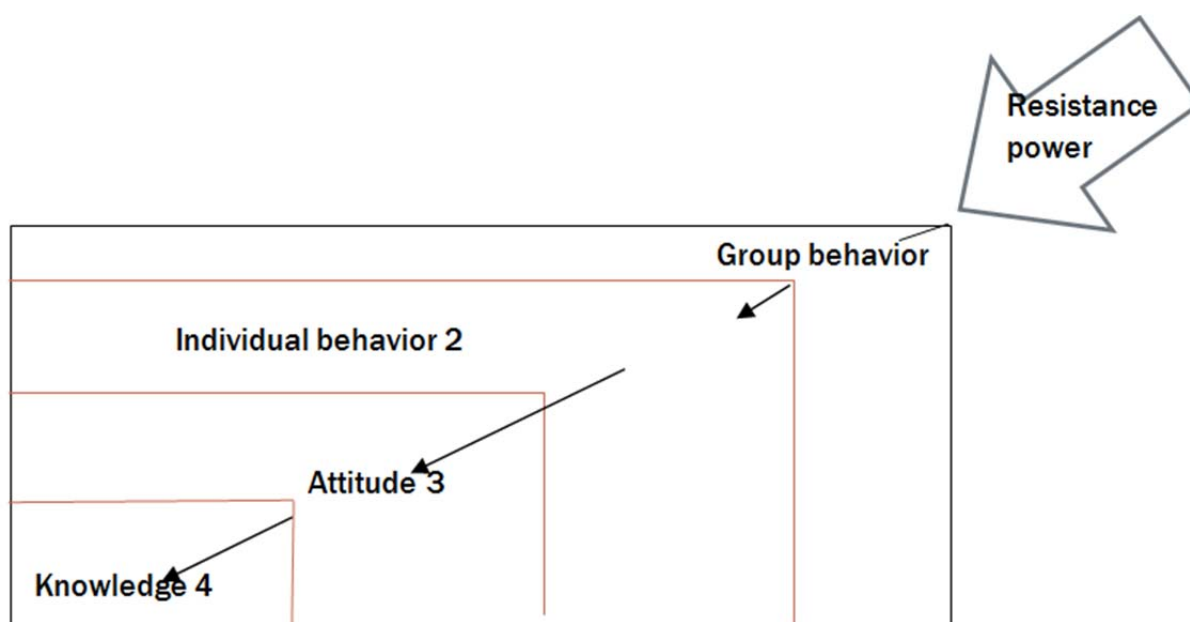 Resistance
power
Group behavior
Individual behavior 2
Attitude 3
Knowledge 4